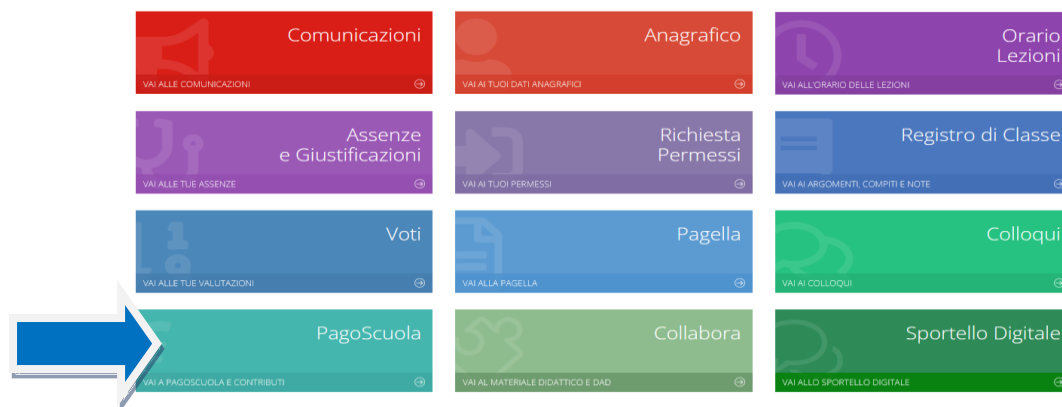 Comunicazioni
VAI ALLE COMUNICAZIONI
Anagrafico
VAI AI TUOI DATI ANAGRAFICI
Orario
Lezioni
VAI ALL'ORARIO DELLE LEZIONI
Assenze
e Giustificazioni
VAI ALLE TUE ASSENZE
Richiesta
Permessi
VAI AI TUOI PERMESSI
Registro di Classe
VAI AI ARGOMENTI, COMPITI E NOTE
Voti
VAI ALLE TUE VALUTAZIONI
Pagella
VAI ALLA PAGELLA
Colloqui
VAI AI COLLOQUI
PagoScuola
VAI A PAGOSCUOLA E CONTRIBUTI
Collabora
VAI AL MATERIALE DIDATTICO E DAD
Sportello Digitale
VAI ALLO SPORTELLO DIGITALE